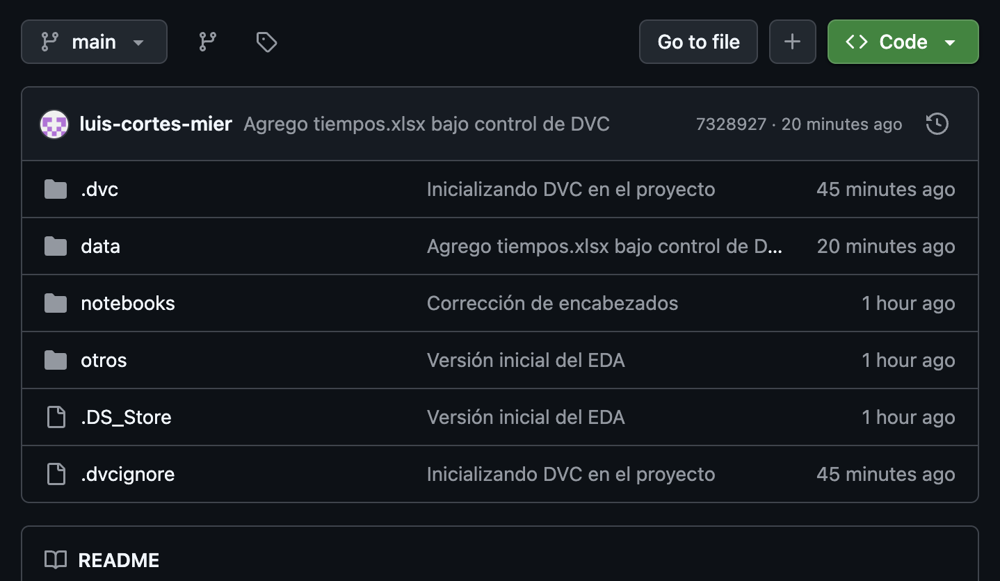 main
Go to file
Code
luis-cortes-mier Agrego tiempos.xlsx bajo control de DVC 7328927 · 20 minutes ago
.dvc Inicializando DVC en el proyecto 45 minutes ago
data Agrego tiempos.xlsx bajo control de D... 20 minutes ago
notebooks Corrección de encabezados 1 hour ago
otros Versión inicial del EDA 1 hour ago
.DS_Store Versión inicial del EDA 1 hour ago
.dvcignore Inicializando DVC en el proyecto 45 minutes ago
README